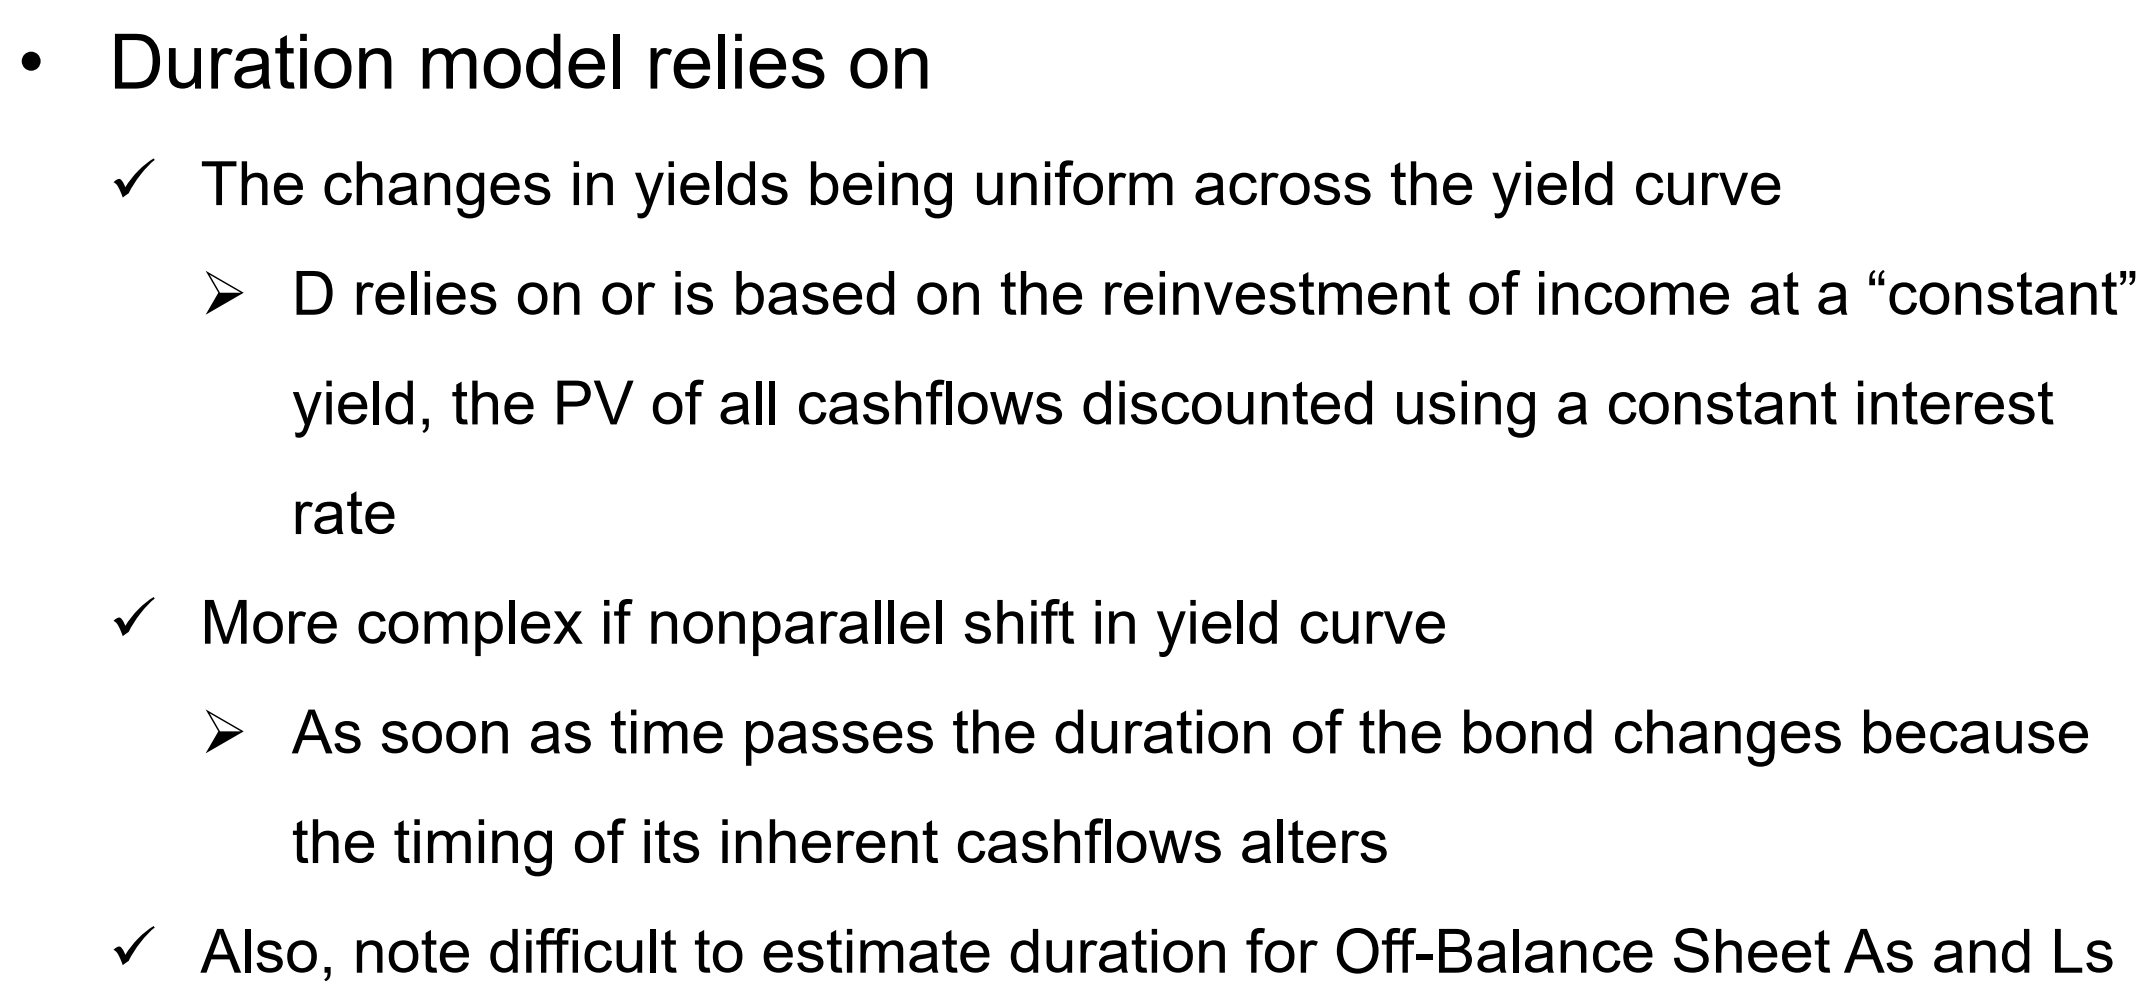 • Duration model relies on
✓ The changes in yields being uniform across the yield curve
➢ D relies on or is based on the reinvestment of income at a “constant”
yield, the PV of all cashflows discounted using a constant interest
rate
✓ More complex if nonparallel shift in yield curve
➢ As soon as time passes the duration of the bond changes because
the timing of its inherent cashflows alters
✓ Also, note difficult to estimate duration for Off-Balance Sheet As and Ls